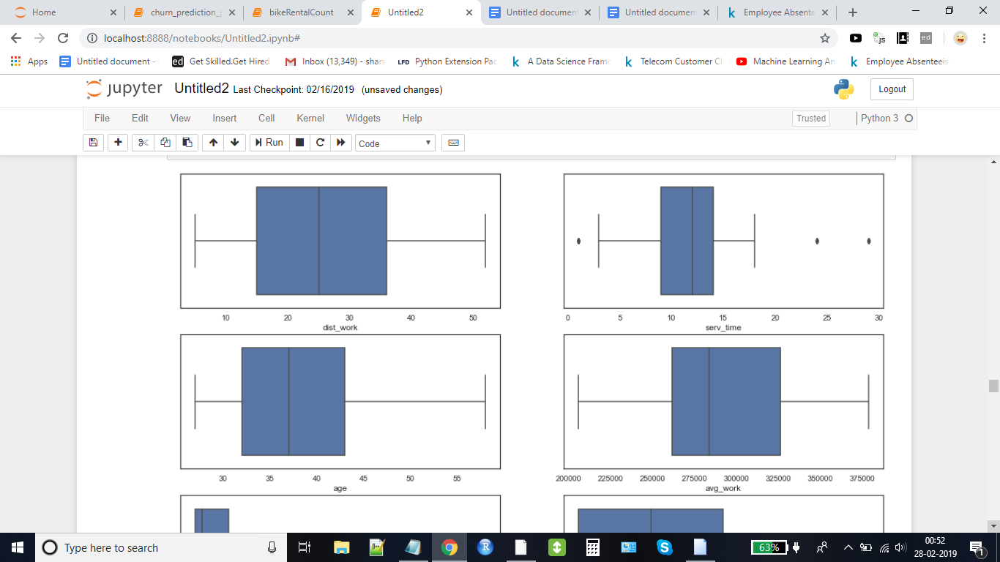 Home churn_prediction_p bikeRentalCount Untitled2 Untitled documen Untitled documen Employee Absente
localhost:8888/notebooks/Untitled2.ipynb#
Apps Untitled document - Get Skilled.Get Hired Inbox (13,349) - shars Python Extension Pac A Data Science Frame Telecom Customer Ch Machine Learning An Employee Absenteeis
jupyter Untitled2 Last Checkpoint: 02/16/2019 (unsaved changes) Logout
File Edit View Insert Cell Kernel Widgets Help Trusted Python 3
Run Code
10 20 30 40 50
dist_work
0 5 10 15 20 25 30
serv_time
30 35 40 45 50 55
age
200000 225000 250000 275000 300000 325000 350000 375000
avg_work
Type here to search 63% 00:52
28-02-2019